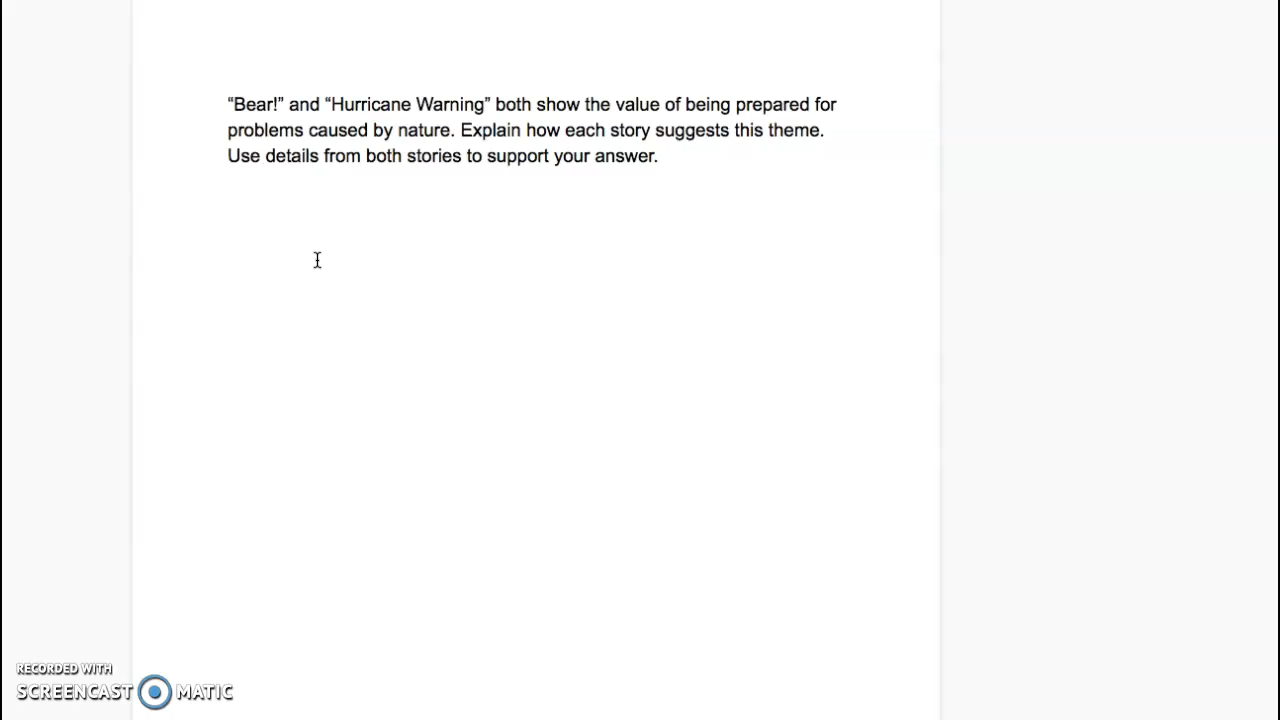 “Bear!” and “Hurricane Warning” both show the value of being prepared for
problems caused by nature. Explain how each story suggests this theme.
Use details from both stories to support your answer.
RECORDED WITH
SCREENCAST MATIC